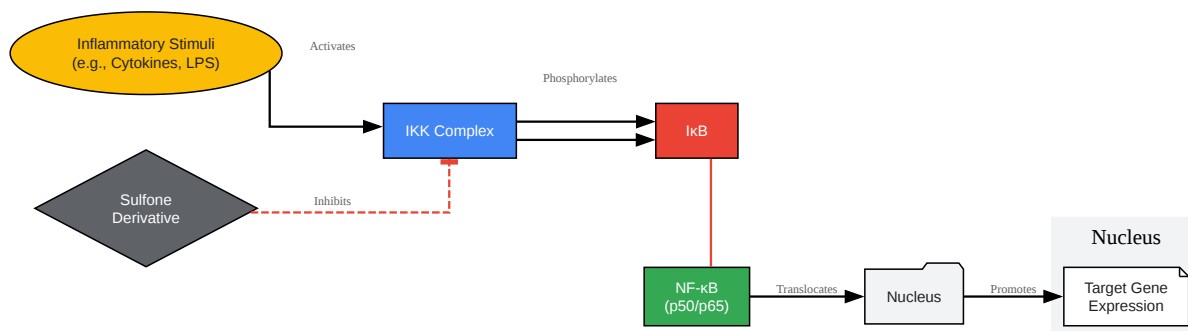 Inflammatory Stimuli
(e.g., Cytokines, LPS)
Activates
Phosphorylates
IKK Complex
IκB
Sulfone
Derivative
Inhibits
Nucleus
NF-κB
(p50/p65)
Translocates
Nucleus
Promotes
Target Gene
Expression